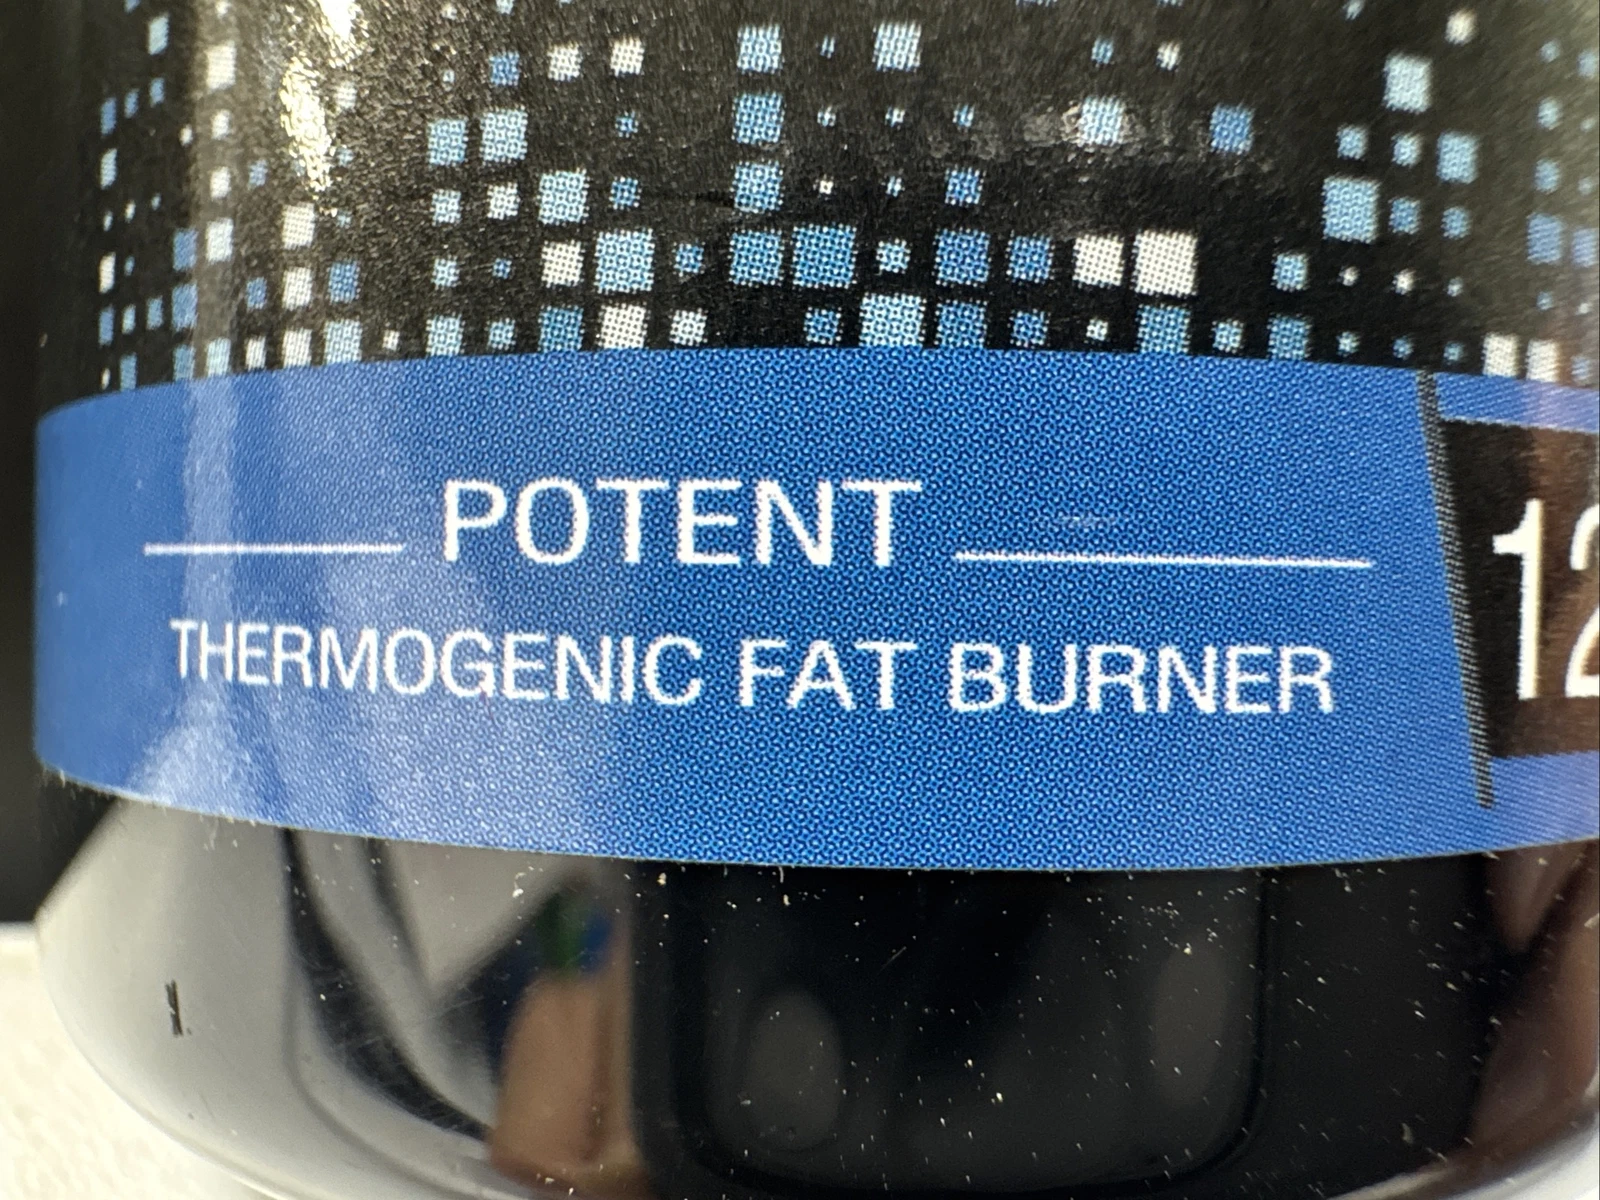 POTENT
THERMOGENIC FAT BURNER
12